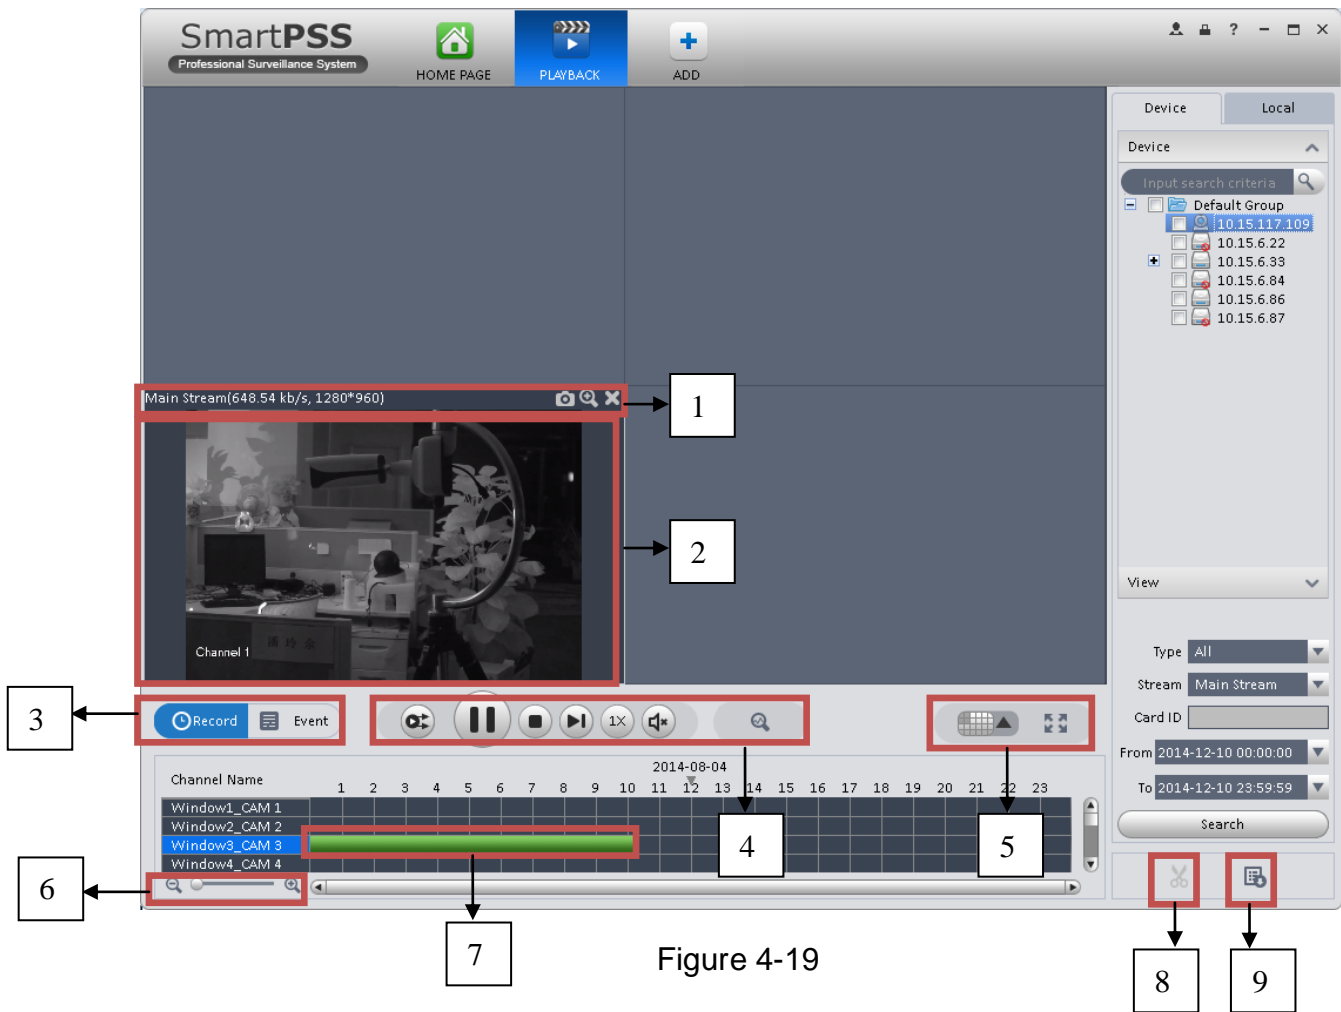 SmartPSS
Professional Surveillance System
HOME PAGE
PLAYBACK
ADD
?
Device
Local
Device
Input search criteria
Default Group
10.15.117.109
10.15.6.22
10.15.6.33
10.15.6.84
10.15.6.86
10.15.6.87
Main Stream(648.54 kb/s, 1280*960)
1
2
Channel 1
View
Type All
Stream Main Stream
Card ID
From 2014-12-10 00:00:00
To 2014-12-10 23:59:59
Search
3
Record
Event
1X
2014-08-04
Channel Name
1 2 3 4 5 6 7 8 9 10 11 12 13 14 15 16 17 18 19 20 21 22 23
Window1_CAM 1
Window2_CAM 2
Window3_CAM 3
Window4_CAM 4
4
5
6
7
8
9
Figure 4-19